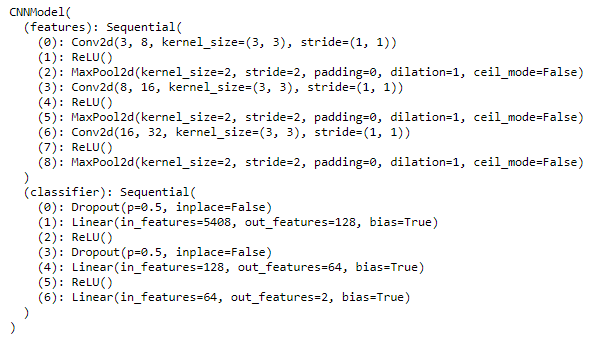 CNNModel(
  (features): Sequential(
    (0): Conv2d(3, 8, kernel_size=(3, 3), stride=(1, 1))
    (1): ReLU()
    (2): MaxPool2d(kernel_size=2, stride=2, padding=0, dilation=1, ceil_mode=False)
    (3): Conv2d(8, 16, kernel_size=(3, 3), stride=(1, 1))
    (4): ReLU()
    (5): MaxPool2d(kernel_size=2, stride=2, padding=0, dilation=1, ceil_mode=False)
    (6): Conv2d(16, 32, kernel_size=(3, 3), stride=(1, 1))
    (7): ReLU()
    (8): MaxPool2d(kernel_size=2, stride=2, padding=0, dilation=1, ceil_mode=False)
  )
  (classifier): Sequential(
    (0): Dropout(p=0.5, inplace=False)
    (1): Linear(in_features=5408, out_features=128, bias=True)
    (2): ReLU()
    (3): Dropout(p=0.5, inplace=False)
    (4): Linear(in_features=128, out_features=64, bias=True)
    (5): ReLU()
    (6): Linear(in_features=64, out_features=2, bias=True)
  )
)